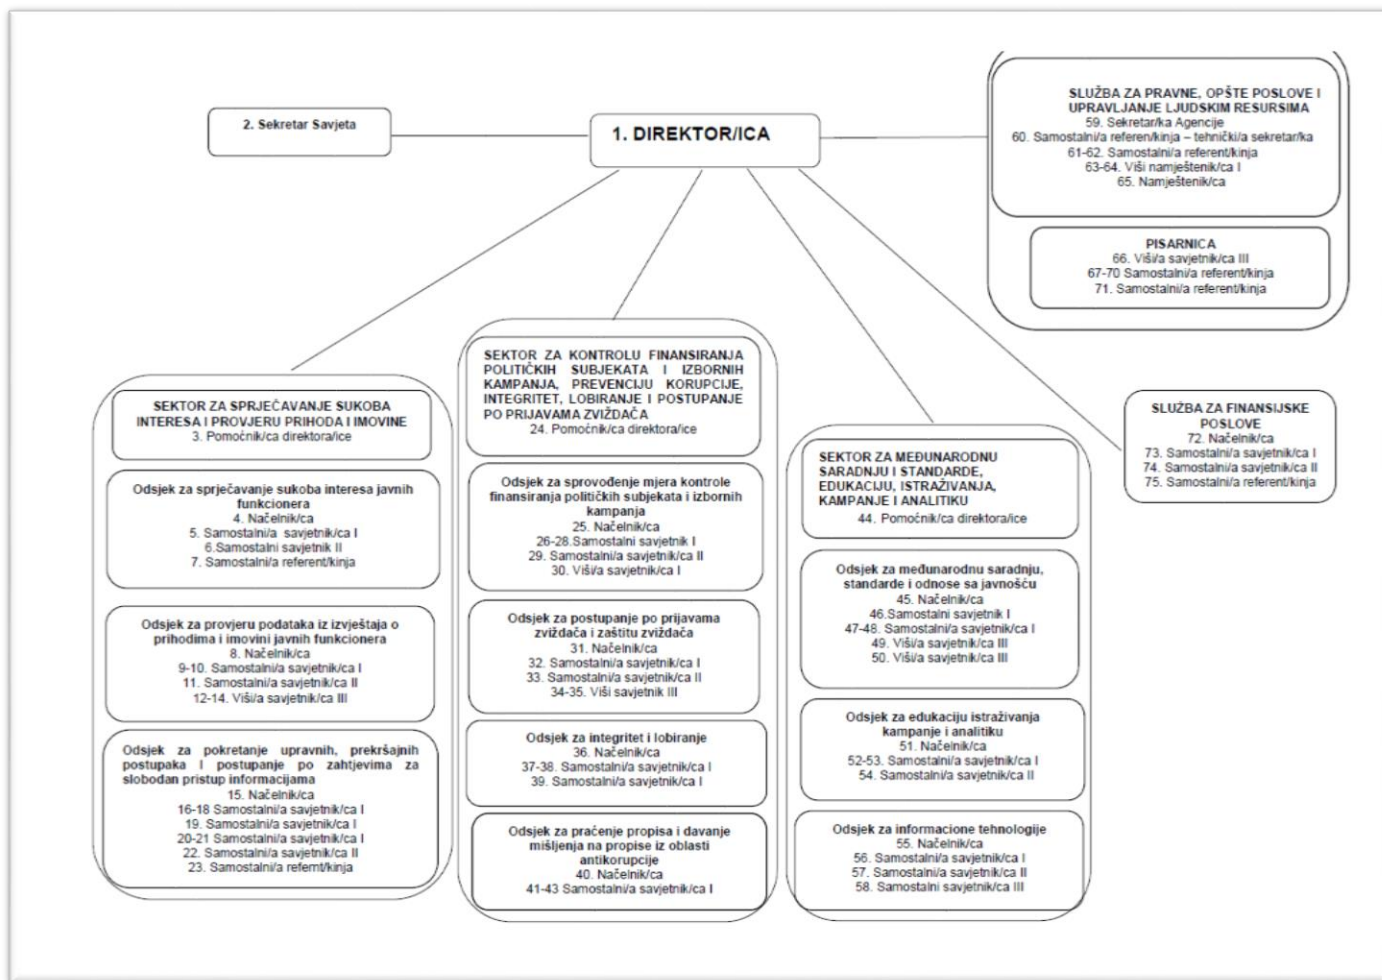 2. Sekretar Savjeta
1. DIREKTOR/ICA
SLUŽBA ZA PRAVNE, OPŠTE POSLOVE I
UPRAVLJANJE LJUDSKIM RESURSIMA
59. Sekretar/ka Agencije
60. Samostalni/a referen/kinja – tehnički/a sekretar/ka
61-62. Samostalni/a referent/kinja
63-64. Viši namještenik/ca I
65. Namještenik/ca
PISARNICA
66. Viši/a savjetnik/ca III
67-70 Samostalni/a referent/kinja
71. Samostalni/a referent/kinja
SEKTOR ZA SPRJEČAVANJE SUKOBA
INTERESA I PROVJERU PRIHODA I IMOVINE
3. Pomoćnik/ca direktora/ice
Odsjek za sprječavanje sukoba interesa javnih
funkcionera
4. Načelnik/ca
5. Samostalni/a savjetnik/ca I
6.Samostalni savjetnik II
7. Samostalni/a referent/kinja
Odsjek za provjeru podataka iz izvještaja o
prihodima i imovini javnih funkcionera
8. Načelnik/ca
9-10. Samostalni/a savjetnik/ca I
11. Samostalni/a savjetnik/ca II
12-14. Viši/a savjetnik/ca III
Odsjek za pokretanje upravnih, prekršajnih
postupaka I postupanje po zahtjevima za
slobodan pristup informacijama
15. Načelnik/ca
16-18 Samostalni/a savjetnik/ca I
19. Samostalni/a savjetnik/ca I
20-21 Samostalni/a savjetnik/ca I
22. Samostalni/a savjetnik/ca II
23. Samostalni/a refernt/kinja
SEKTOR ZA KONTROLU FINANSIRANJA
POLITIČKIH SUBJEKATA I IZBORNIH
KAMPANJA, PREVENCIJU KORUPCIJE,
INTEGRITET, LOBIRANJE I POSTUPANJE
PO PRIJAVAMA ZVIŽDAČA
24. Pomoćnik/ca direktora/ice
Odsjek za sprovođenje mjera kontrole
finansiranja političkih subjekata i izbornih
kampanja
25. Načelnik/ca
26-28.Samostalni savjetnik I
29. Samostalni/a savjetnik/ca II
30. Viši/a savjetnik/ca I
Odsjek za postupanje po prijavama
zviždača i zaštitu zviždača
31. Načelnik/ca
32. Samostalni/a savjetnik/ca I
33. Samostalni/a savjetnik/ca II
34-35. Viši savjetnik III
Odsjek za integritet i lobiranje
36. Načelnik/ca
37-38. Samostalni/a savjetnik/ca I
39. Samostalni/a savjetnik/ca I
Odsjek za praćenje propisa i davanje
mišljenja na propise iz oblasti
antikorupcije
40. Načelnik/ca
41-43 Samostalni/a savjetnik/ca I
SEKTOR ZA MEĐUNARODNU
SARADNJU I STANDARDE,
EDUKACIJU, ISTRAŽIVANJA,
KAMPANJE I ANALITIKU
44. Pomoćnik/ca direktora/ice
Odsjek za međunarodnu saradnju,
standarde i odnose sa javnošću
45. Načelnik/ca
46.Samostalni savjetnik I
47-48. Samostalni/a savjetnik/ca I
49. Viši/a savjetnik/ca III
50. Viši/a savjetnik/ca III
Odsjek za edukaciju istraživanja
kampanje i analitiku
51. Načelnik/ca
52-53. Samostalni/a savjetnik/ca I
54. Samostalni/a savjetnik/ca II
Odsjek za informacione tehnologije
55. Načelnik/ca
56. Samostalni/a savjetnik/ca I
57. Samostalni/a savjetnik/ca II
58. Samostalni savjetnik/ca III
SLUŽBA ZA FINANSIJSKE
POSLOVE
72. Načelnik/ca
73. Samostalni/a savjetnik/ca I
74. Samostalni/a savjetnik/ca II
75. Samostalni/a referent/kinja